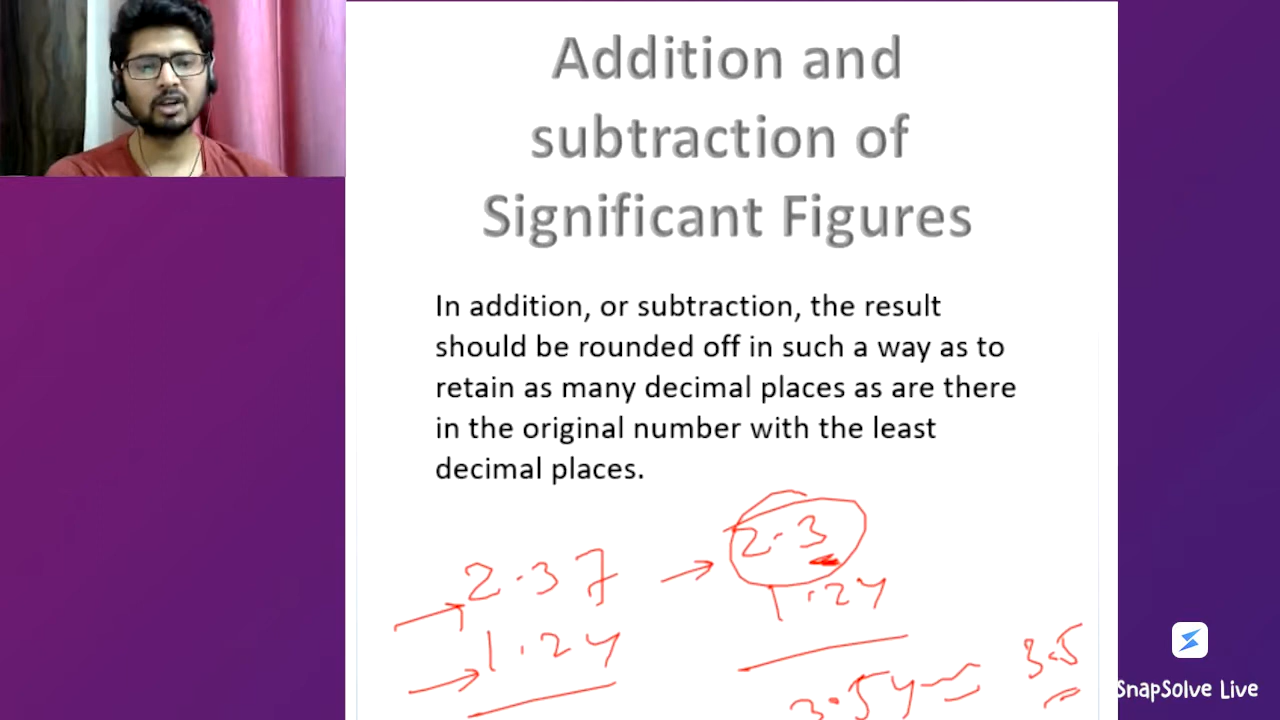 Addition and
subtraction of
Significant Figures
In addition, or subtraction, the result
should be rounded off in such a way as to
retain as many decimal places as are there
in the original number with the least
decimal places.
2.37
1.24
2.3
1.24
3.54
3.5
SnapSolve Live